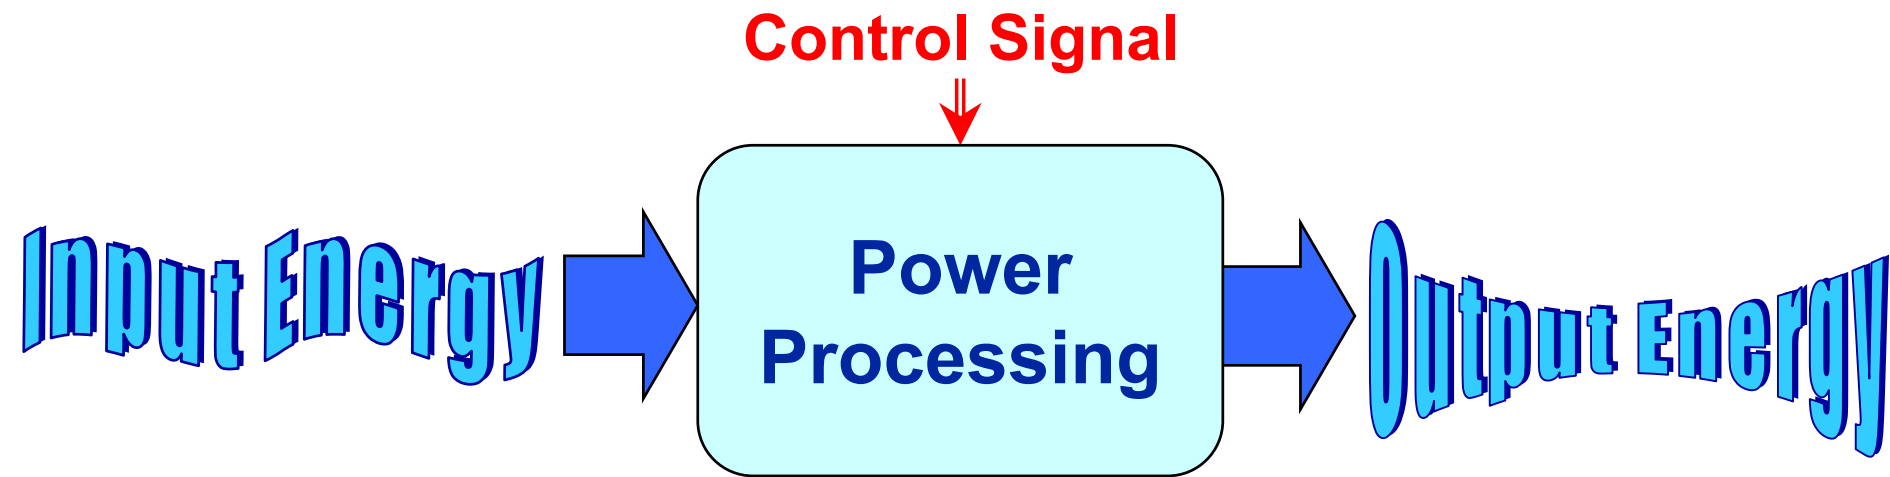 Control Signal
Input Energy
Power
Processing
Output Energy